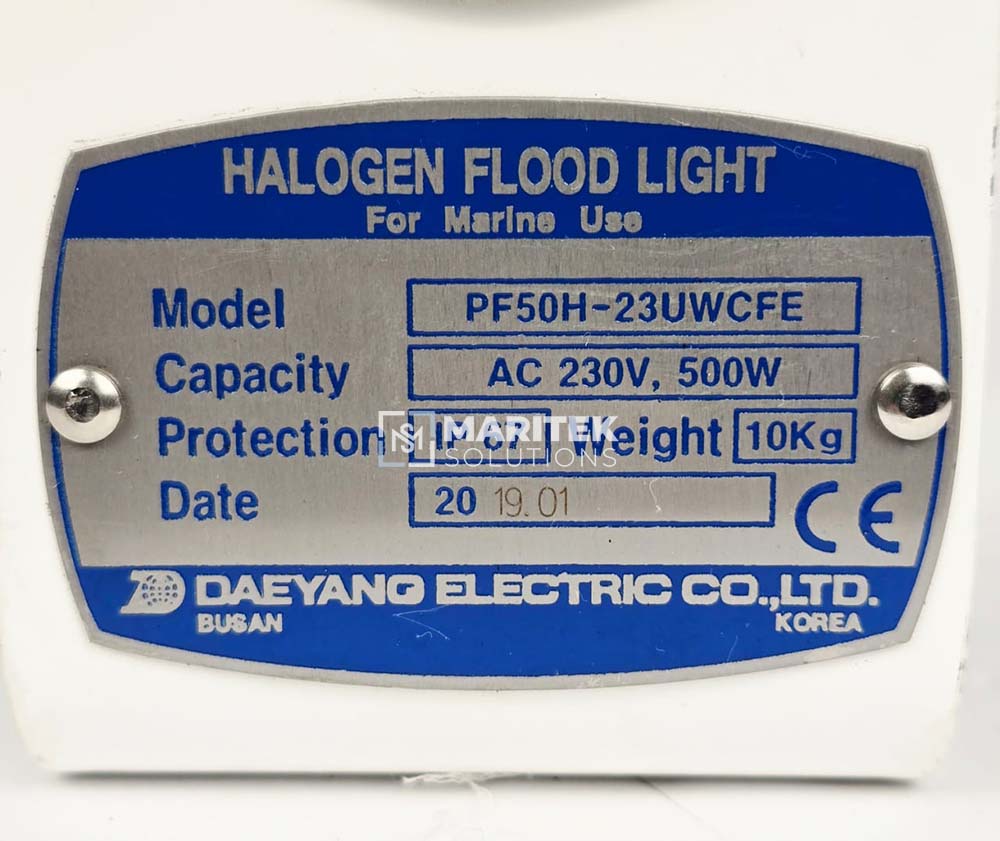 HALOGEN FLOOD LIGHT
For Marine Use
Model PF50H-23UWCFE
Capacity AC 230V, 500W
Protection IP Weight 10Kg
MARITEK
SOLUTIONS
Date 20 19.01
CE
DAEYANG ELECTRIC CO.,LTD.
BUSAN KOREA